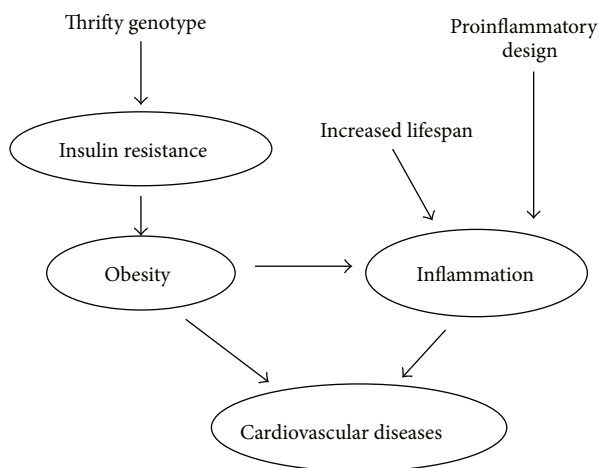 Thrifty genotype
Proinflammatory
design
Increased lifespan
Insulin resistance
Obesity
Inflammation
Cardiovascular diseases